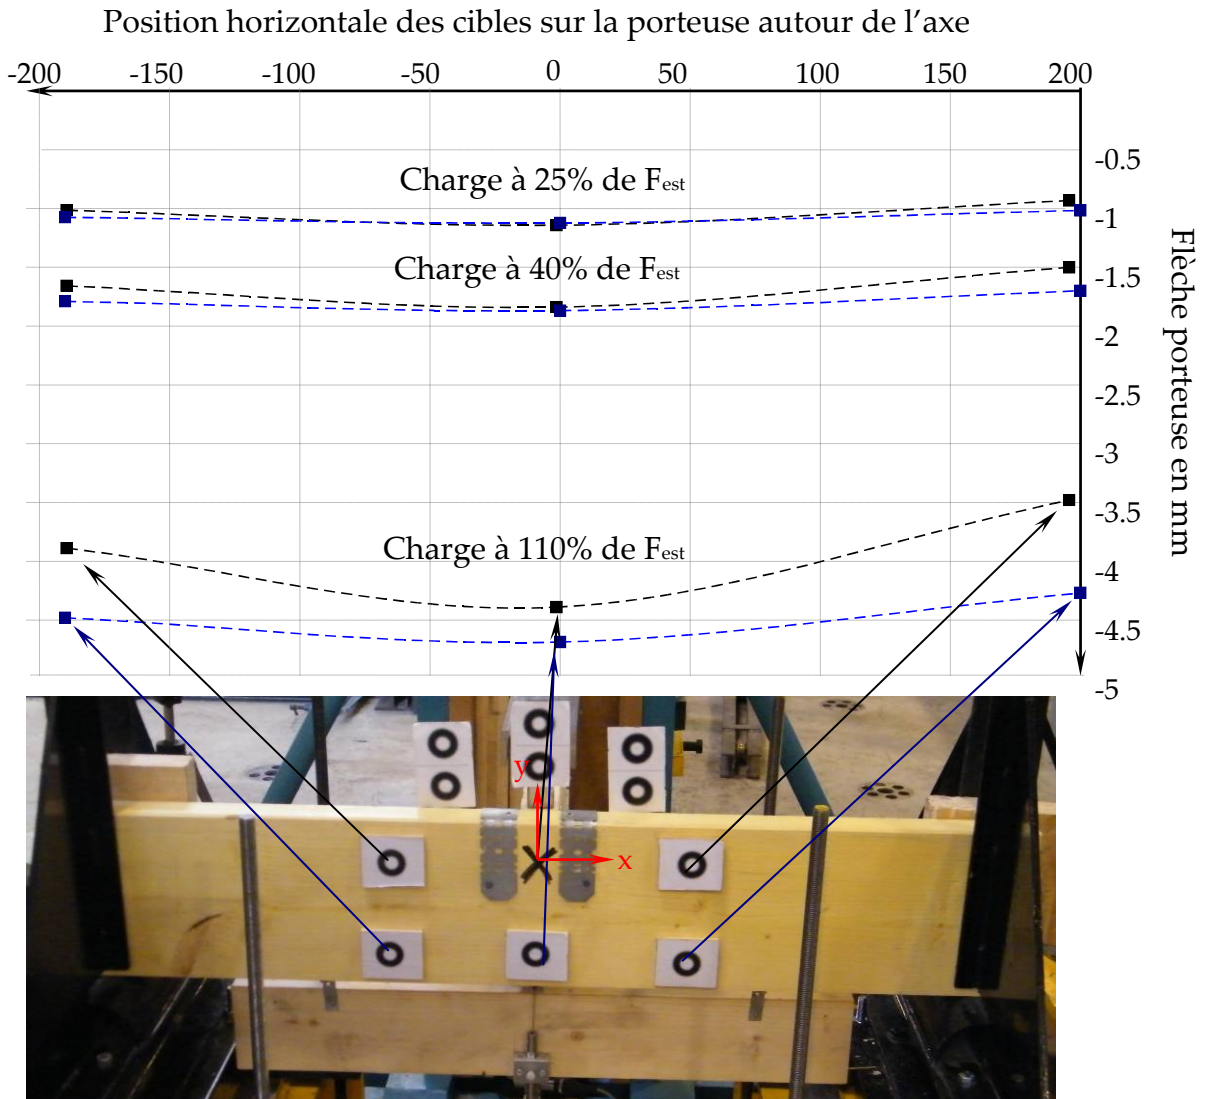 Position horizontale des cibles sur la porteuse autour de l’axe
-200 -150 -100 -50 0 50 100 150 200
-0.5
Charge à 25% de Fest
-1
Charge à 40% de Fest
-1.5
-2
-2.5
-3
-3.5
Charge à 110% de Fest
-4
-4.5
-5
Flèche porteuse en mm
y
x